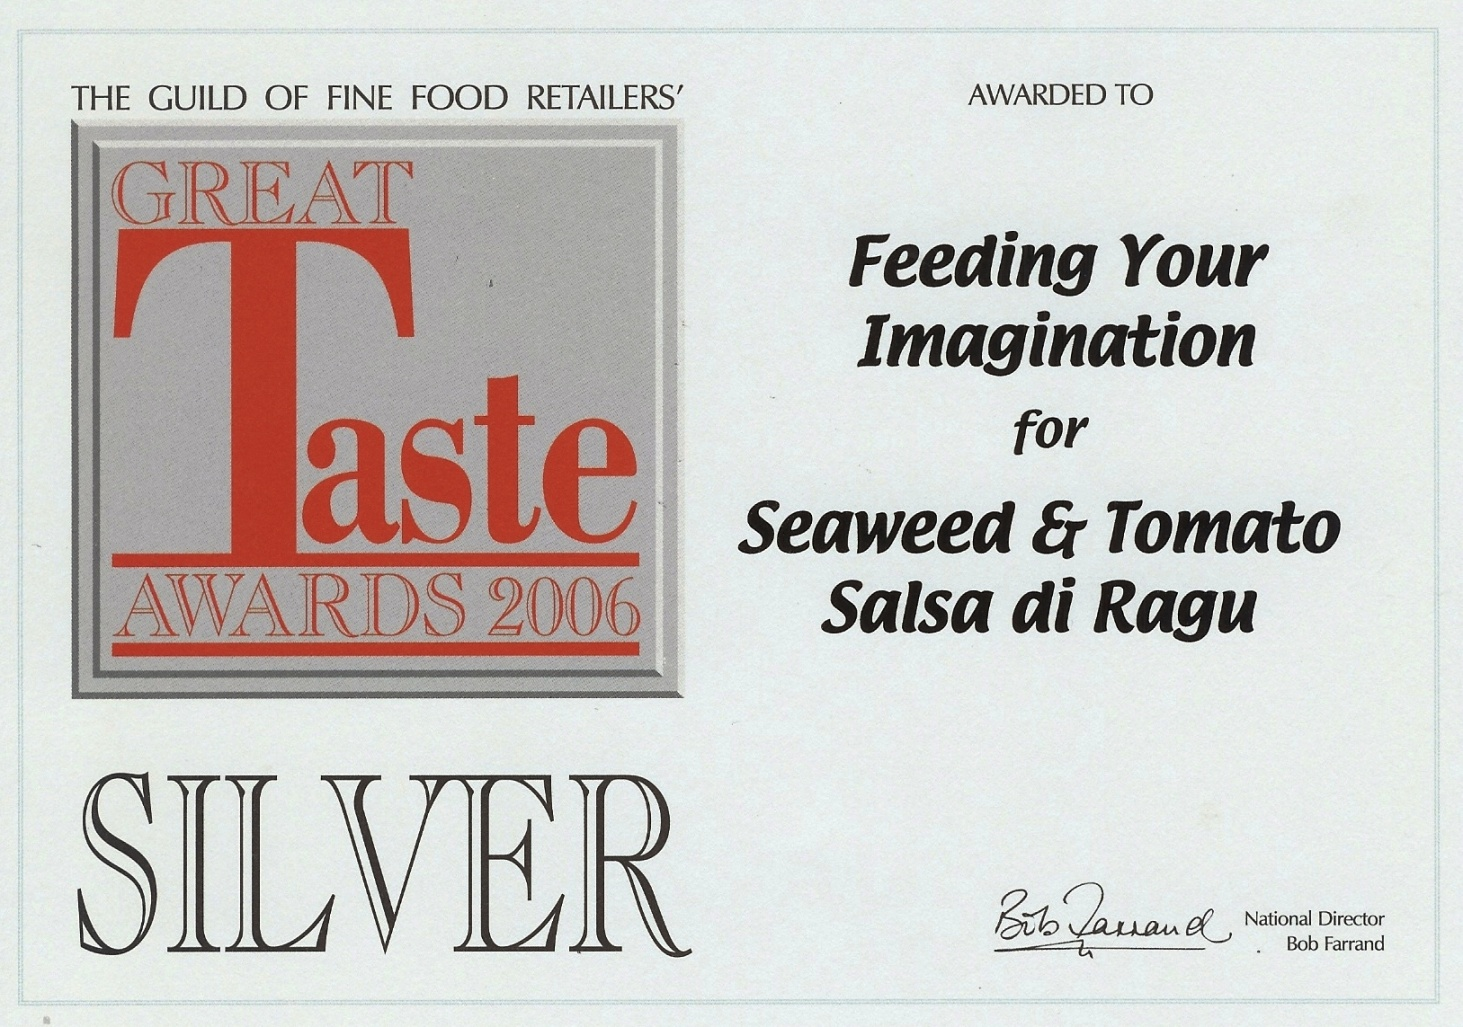 THE GUILD OF FINE FOOD RETAILERS'
GREAT
Taste
AWARDS 2006
SILVER
AWARDED TO
Feeding Your
Imagination
for
Seaweed & Tomato
Salsa di Ragu
Bob Farrand
National Director
Bob Farrand